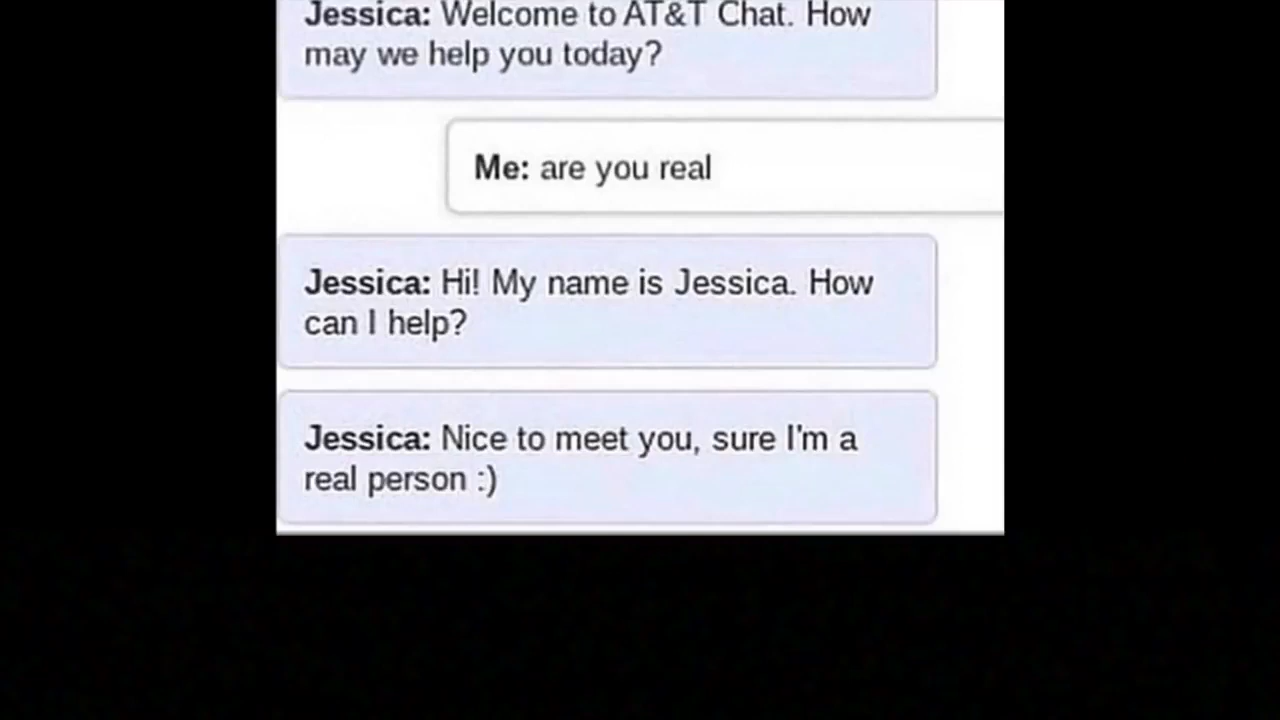 Jessica: Welcome to AT&T Chat. How
may we help you today?
Me: are you real
Jessica: Hi! My name is Jessica. How
can I help?
Jessica: Nice to meet you, sure I'm a
real person :)